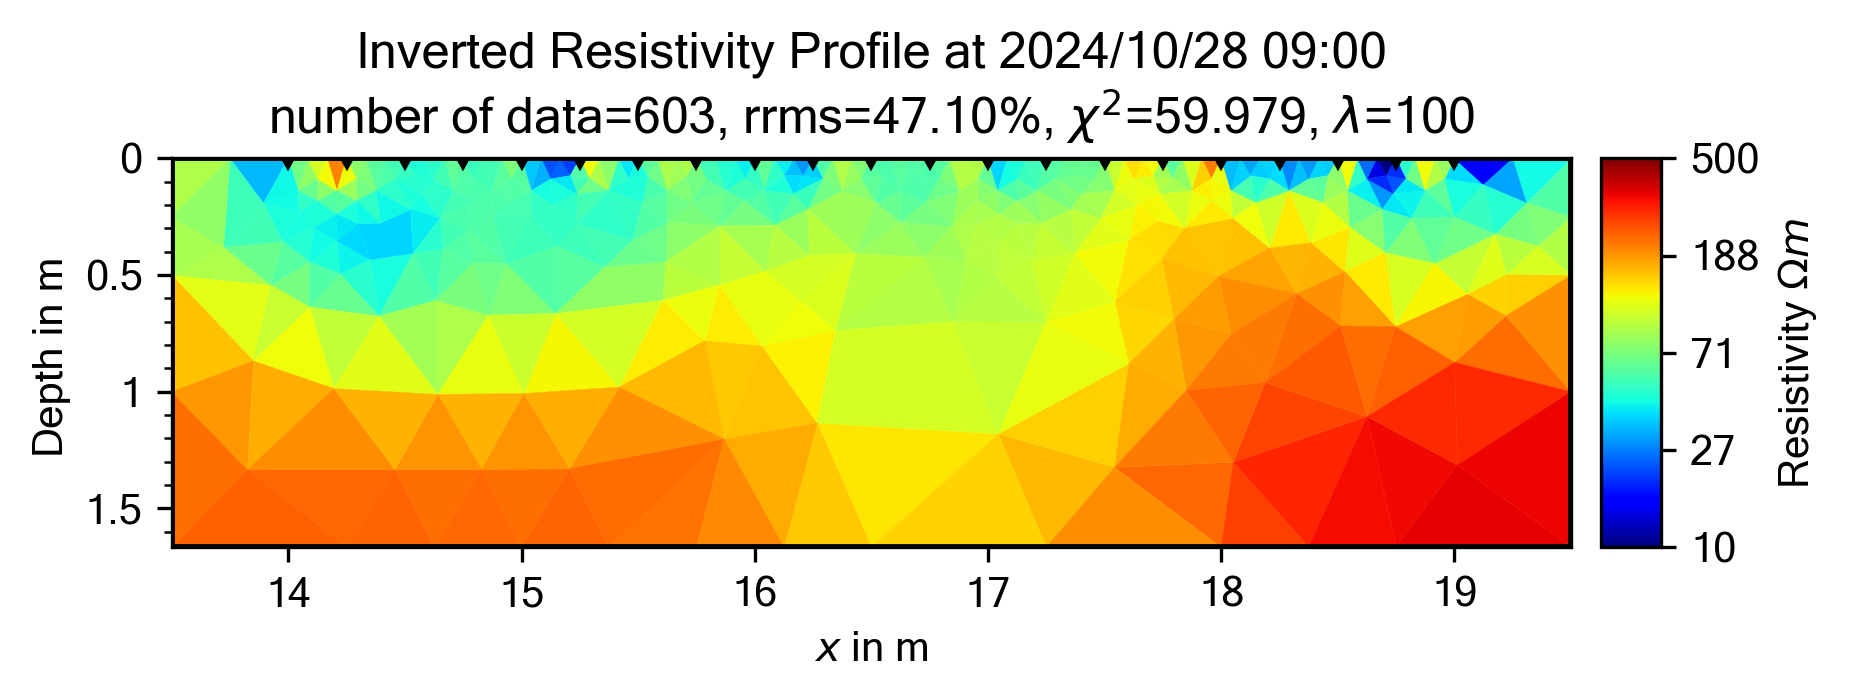 Inverted Resistivity Profile at 2024/10/28 09:00
number of data=603, rrms=47.10%, χ²=59.979, λ=100
0
0.5
1
1.5
Depth in m
14 15 16 17 18 19
x in m
500
188
71
27
10
Resistivity Ωm